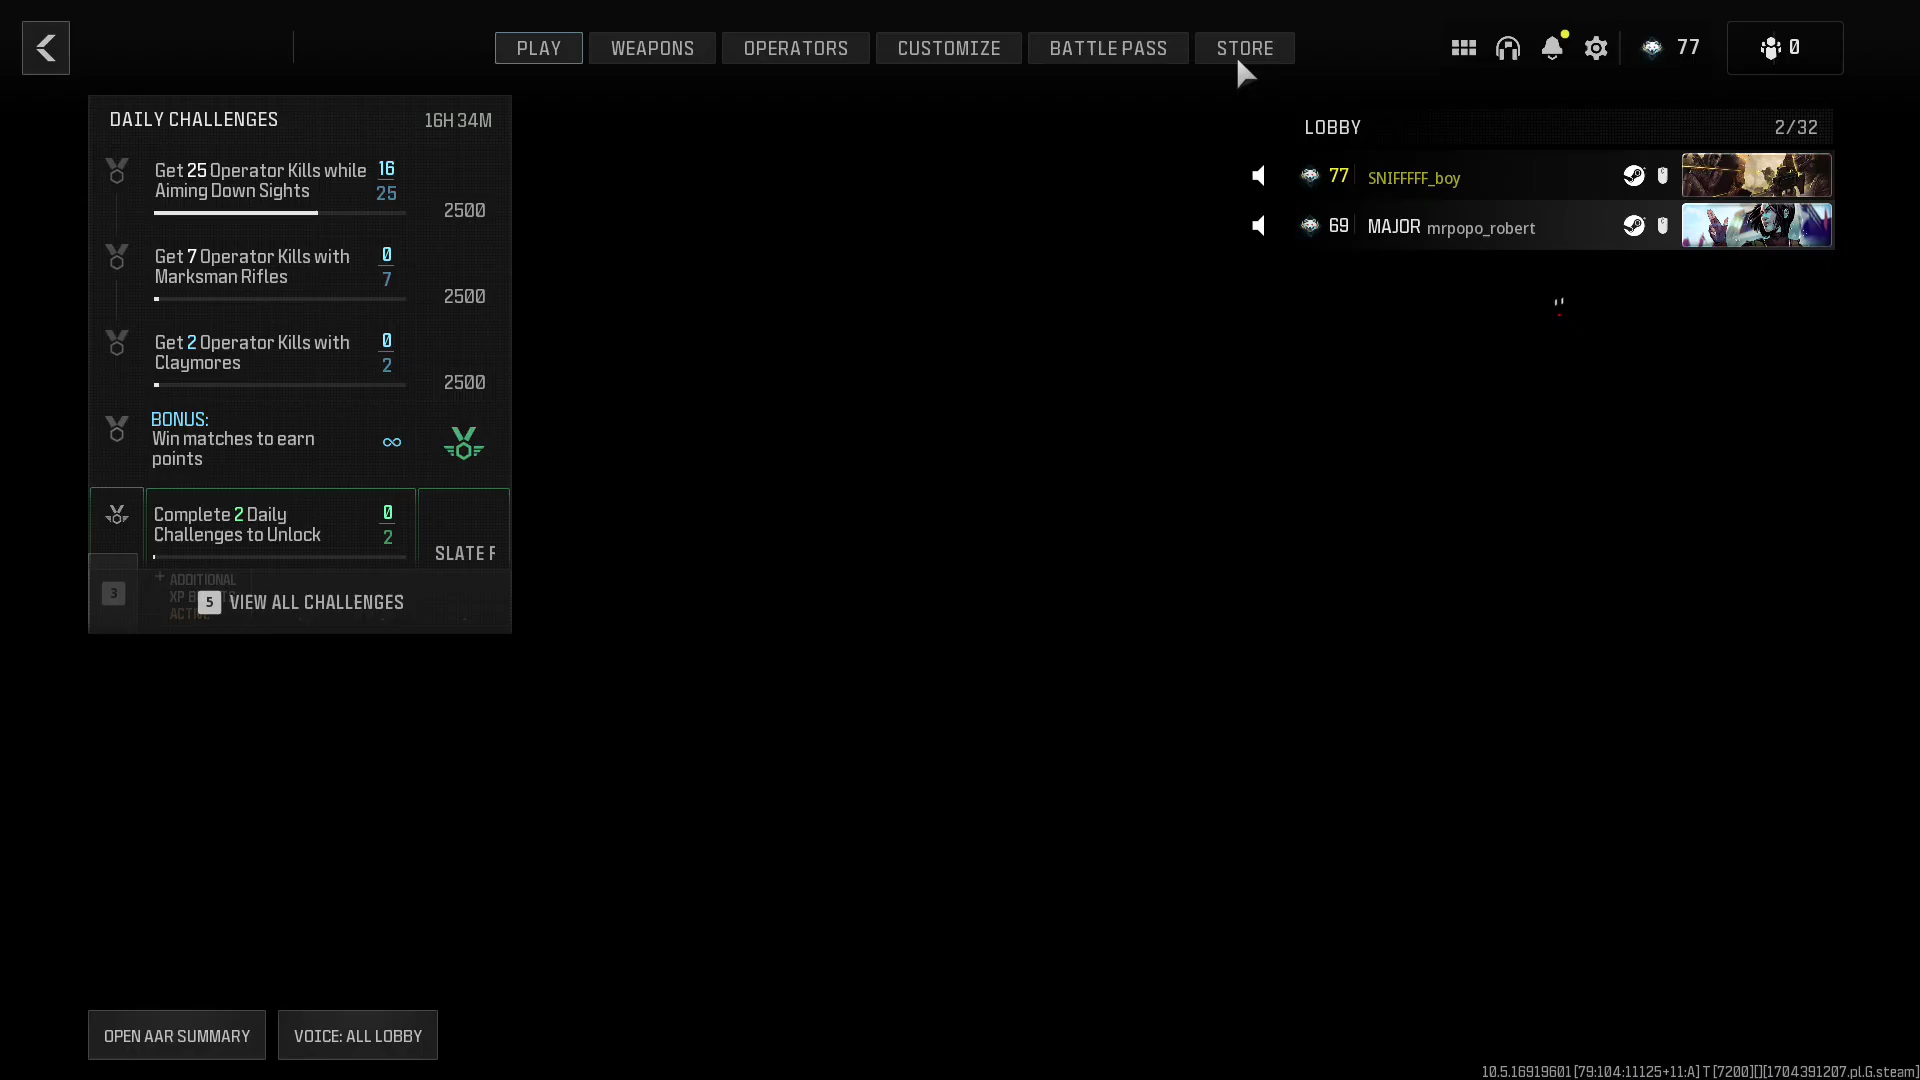 PLAY WEAPONS OPERATORS CUSTOMIZE BATTLE PASS STORE 77 0
DAILY CHALLENGES 16H 34M
Get 25 Operator Kills while
Aiming Down Sights
16
25
2500
Get 7 Operator Kills with
Marksman Rifles
0
7
2500
Get 2 Operator Kills with
Claymores
0
2
2500
BONUS:
Win matches to earn
points
∞
Complete 2 Daily
Challenges to Unlock
0
2
SLATE
3
+ ADDITIONAL
XP
5 VIEW ALL CHALLENGES
LOBBY 2/32
77 SNIFFFFF_boy
69 MAJOR mrpopo_robert
OPEN AAR SUMMARY VOICE: ALL LOBBY
10.5.16919601 [79:104:11125+11:A] T [7200][][1704391207.pl.G.steam]